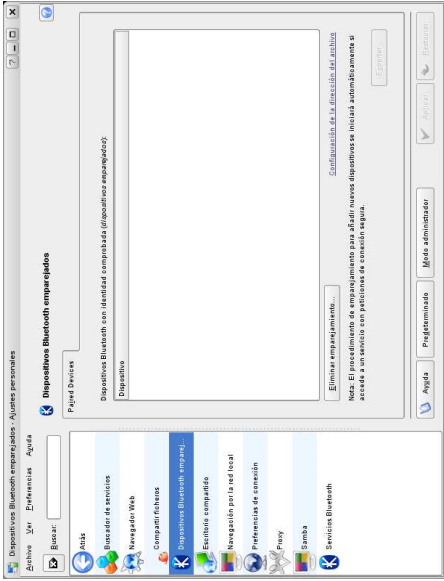 Dispositivos Bluetooth emparejados - Ajustes personales
Archivo Ver Preferencias Ayuda
Buscar:
Atrás
Buscador de servicios
Navegador Web
Compartir ficheros
Dispositivos Bluetooth emparej...
Escritorio compartido
Navegación por la red local
Preferencias de conexión
Proxy
Samba
Servicios Bluetooth
Dispositivos Bluetooth emparejados
Paired Devices
Dispositivos Bluetooth con identidad comprobada (dispositivos emparejados):
Dispositivo
Eliminar emparejamiento...
Configuración de la dirección del archivo
Nota: El procedimiento de emparejamiento para añadir nuevos dispositivos se iniciará automáticamente si
accede a un servicio con peticiones de conexión segura.
Exportar...
Ayuda
Predeterminado
Modo administrador
Aplicar
Restaurar